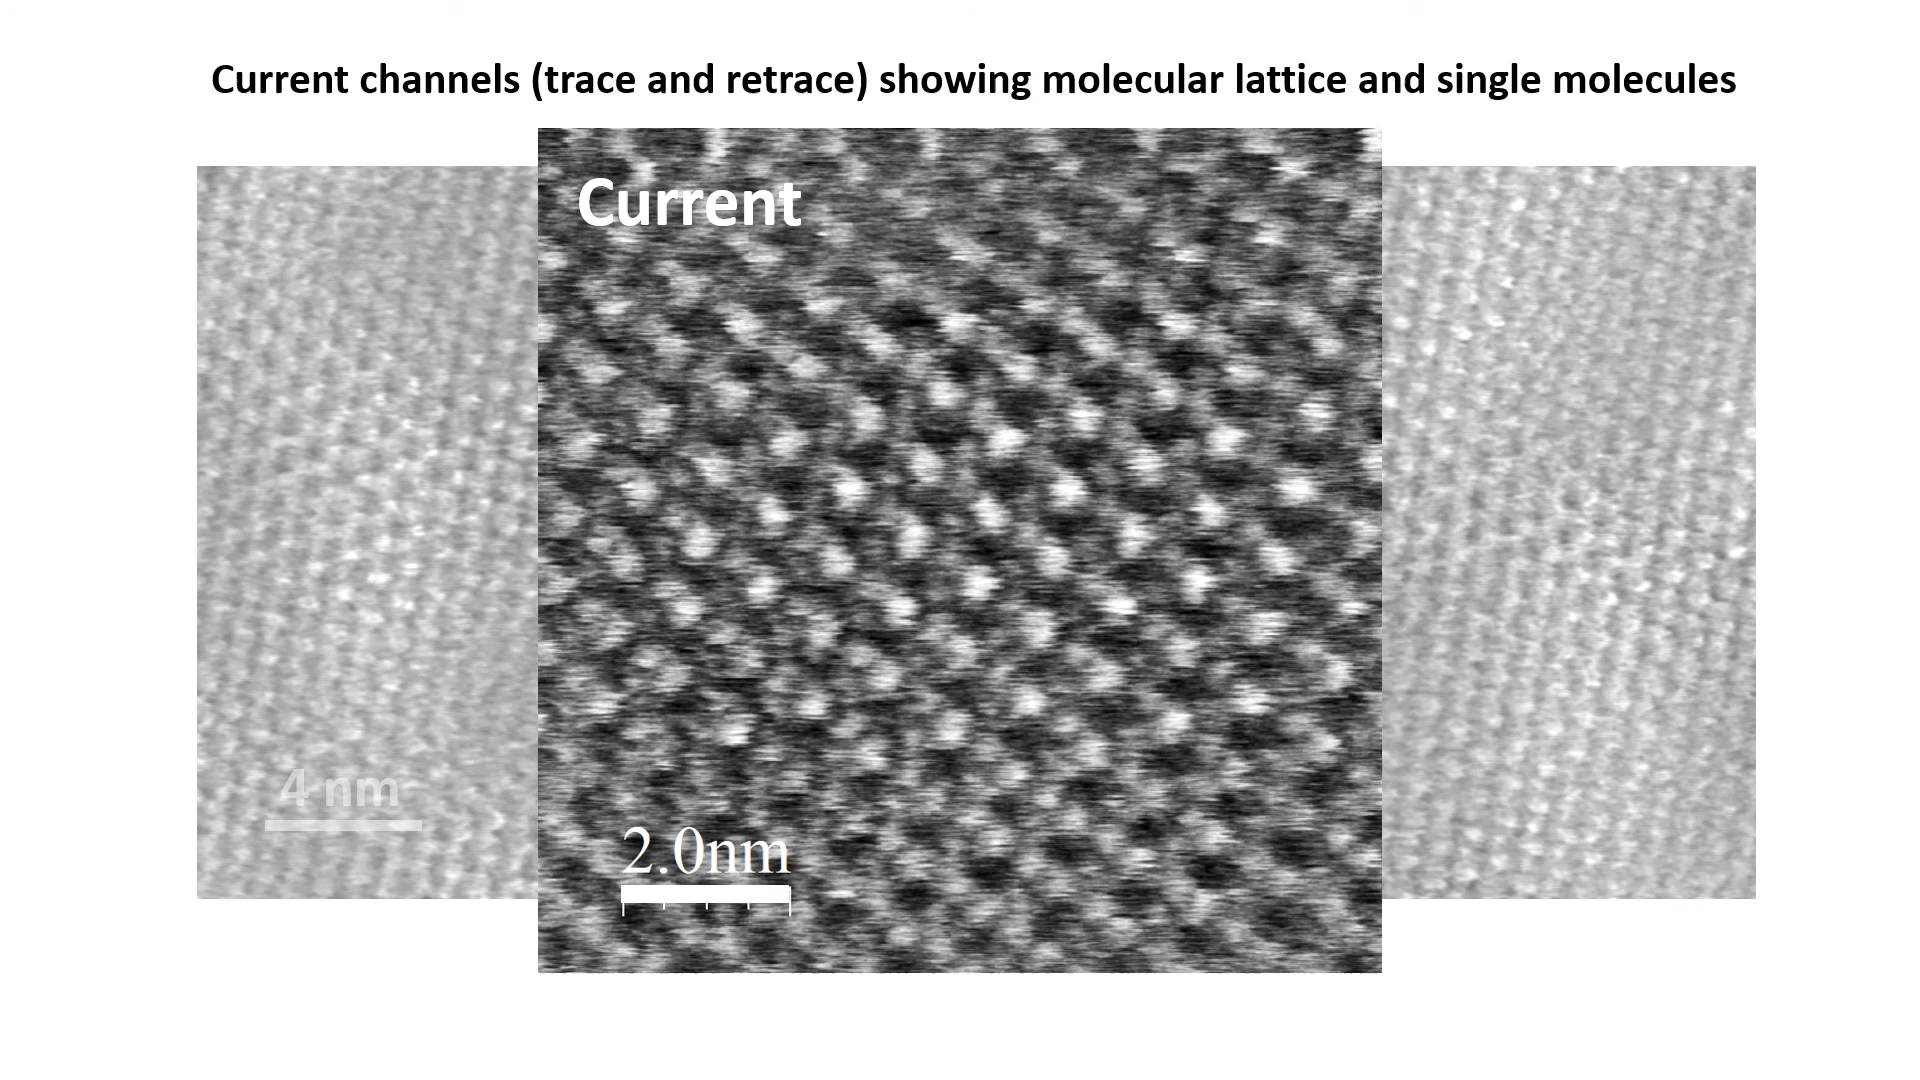 Current channels (trace and retrace) showing molecular lattice and single molecules
Current
4 nm
2.0nm